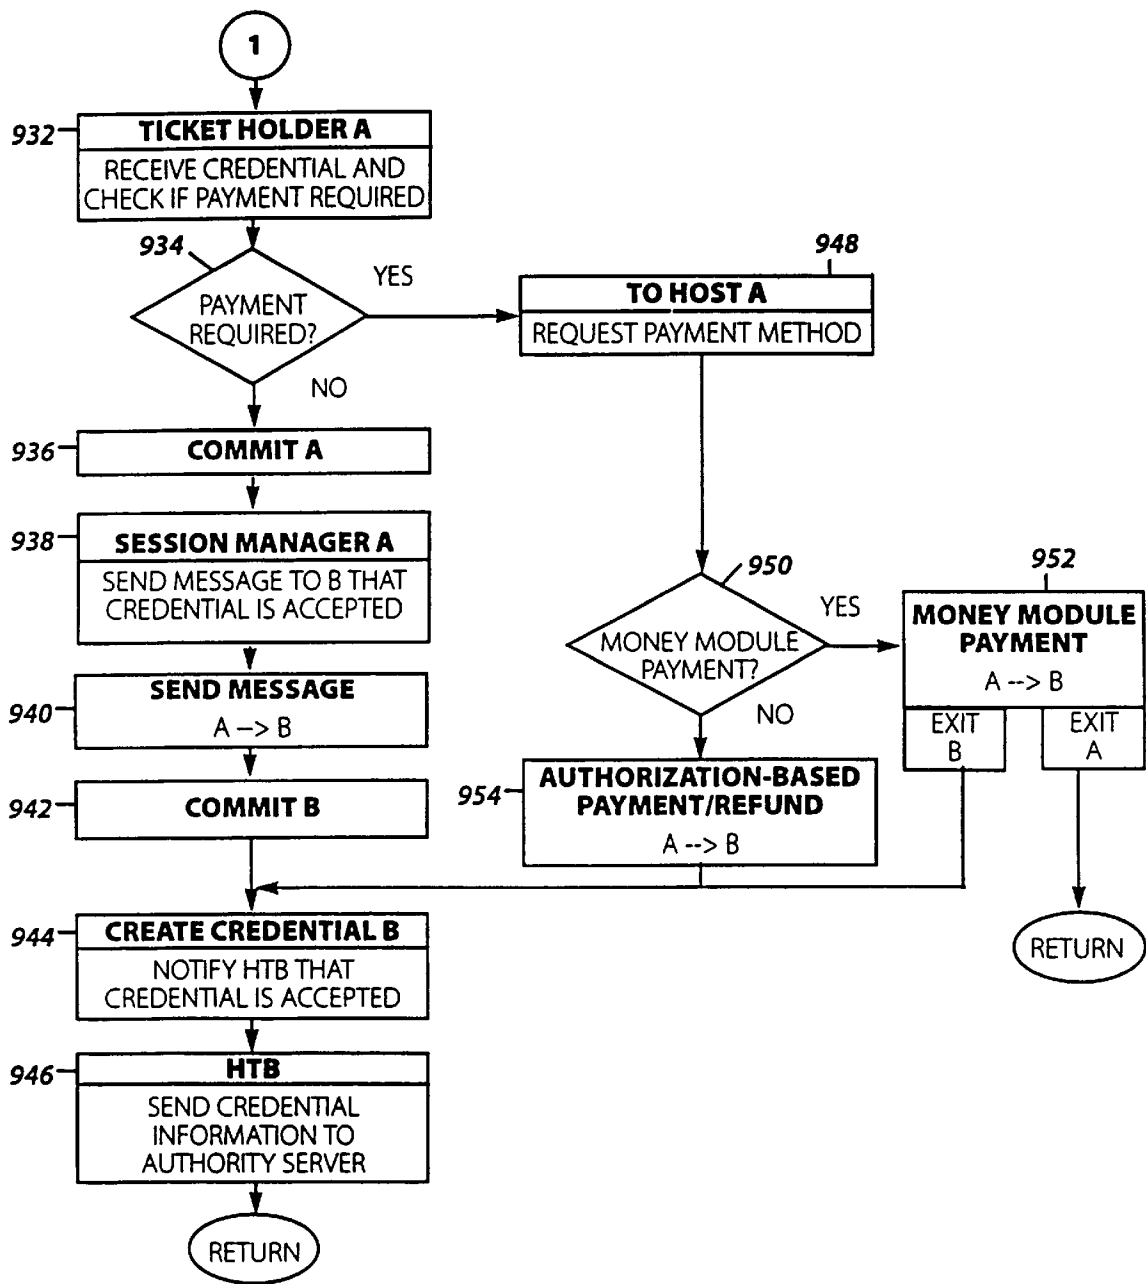 1
932
TICKET HOLDER A
RECEIVE CREDENTIAL AND
CHECK IF PAYMENT REQUIRED
934
PAYMENT
REQUIRED?
YES
NO
948
TO HOST A
REQUEST PAYMENT METHOD
936
COMMIT A
938
SESSION MANAGER A
SEND MESSAGE TO B THAT
CREDENTIAL IS ACCEPTED
940
SEND MESSAGE
A --> B
942
COMMIT B
950
MONEY MODULE
PAYMENT?
YES
NO
952
MONEY MODULE
PAYMENT
A --> B
EXIT
B
EXIT
A
RETURN
954
AUTHORIZATION-BASED
PAYMENT/REFUND
A --> B
944
CREATE CREDENTIAL B
NOTIFY HTB THAT
CREDENTIAL IS ACCEPTED
946
HTB
SEND CREDENTIAL
INFORMATION TO
AUTHORITY SERVER
RETURN